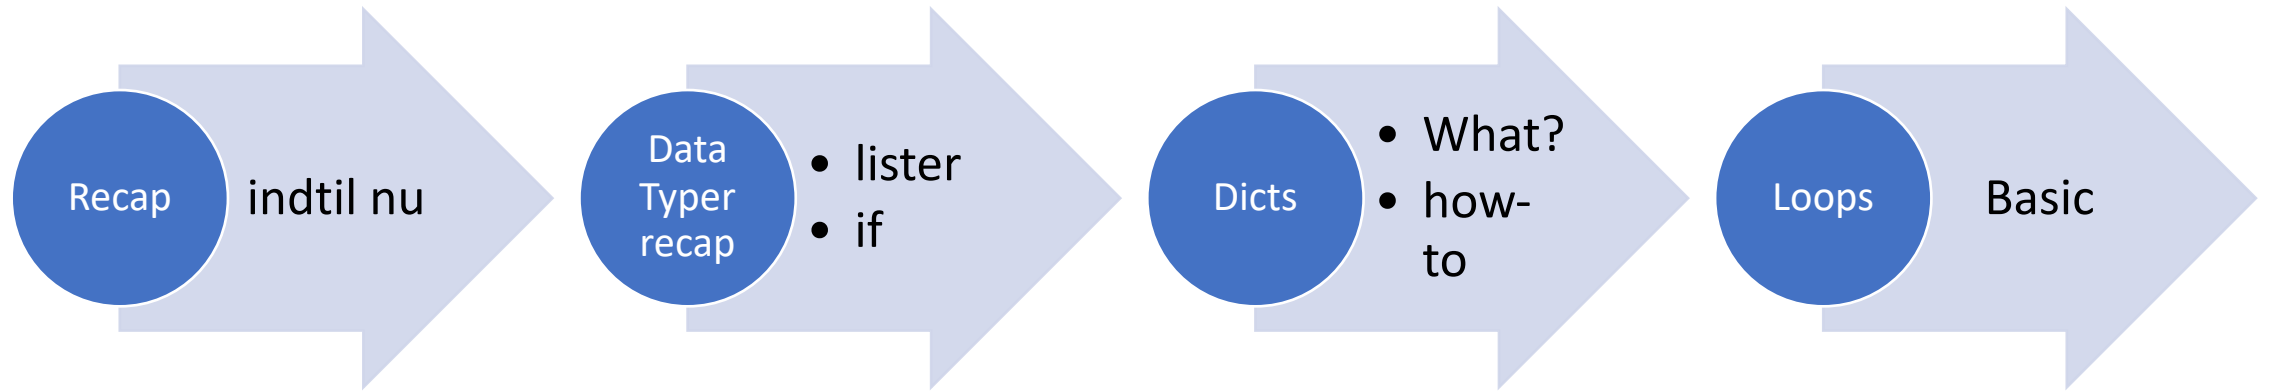 Recap
indtil nu
Data
Typer
recap
• lister
• if
Dicts
• What?
• how-
to
Loops
Basic